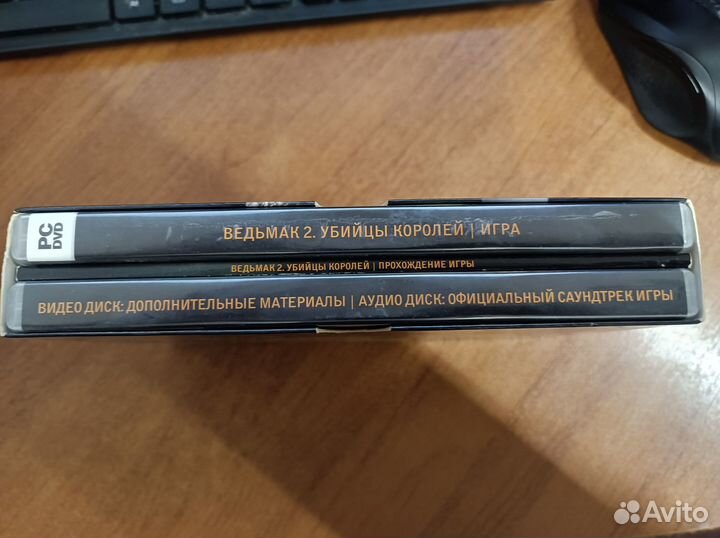 PC
DVD
ВЕДЬМАК 2. УБИЙЦЫ КОРОЛЕЙ | ИГРА
ВЕДЬМАК 2. УБИЙЦЫ КОРОЛЕЙ | ПРОХОЖДЕНИЕ ИГРЫ
ВИДЕО ДИСК: ДОПОЛНИТЕЛЬНЫЕ МАТЕРИАЛЫ | АУДИО ДИСК: ОФИЦИАЛЬНЫЙ САУНДТРЕК ИГРЫ
Avito